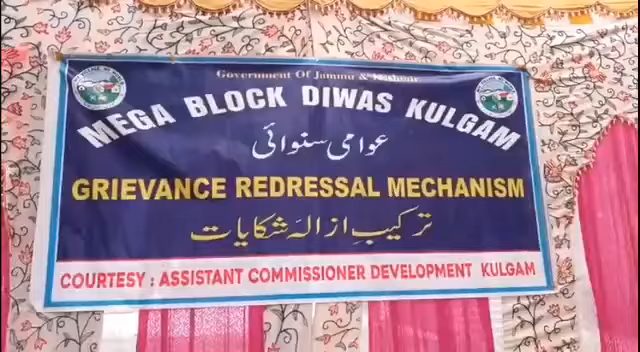 Government Of Jammu & Kashmir
MEGA BLOCK DIWAS KULGAM
عوامی سنوائی
GRIEVANCE REDRESSAL MECHANISM
ترکیبِ ازالہَ شکایات
COURTESY : ASSISTANT COMMISSIONER DEVELOPMENT KULGAM